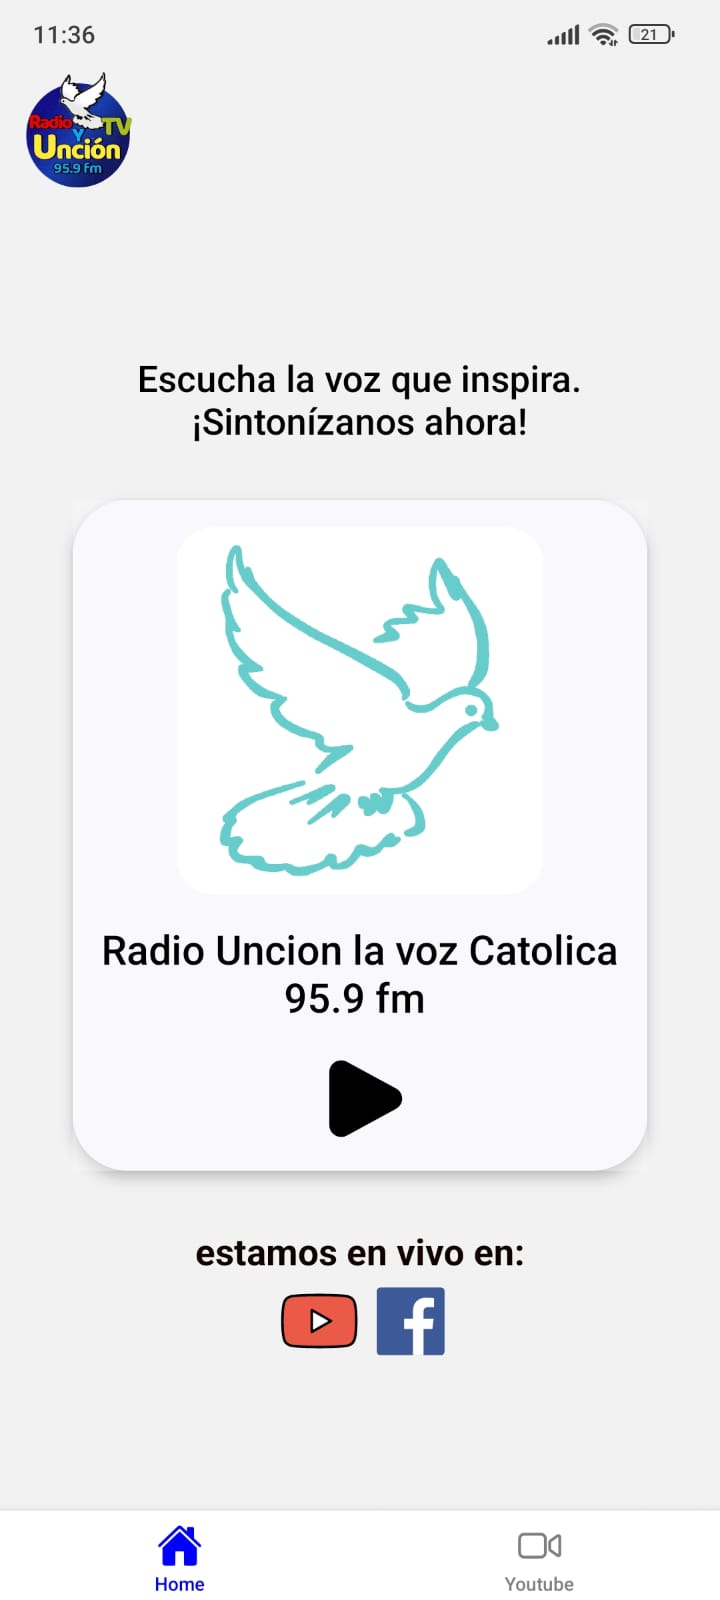 11:36
21
Radio TV
Y
Unción
95.9 fm
Escucha la voz que inspira.
¡Sintonízanos ahora!
Radio Uncion la voz Catolica
95.9 fm
estamos en vivo en:
f
Home
Youtube